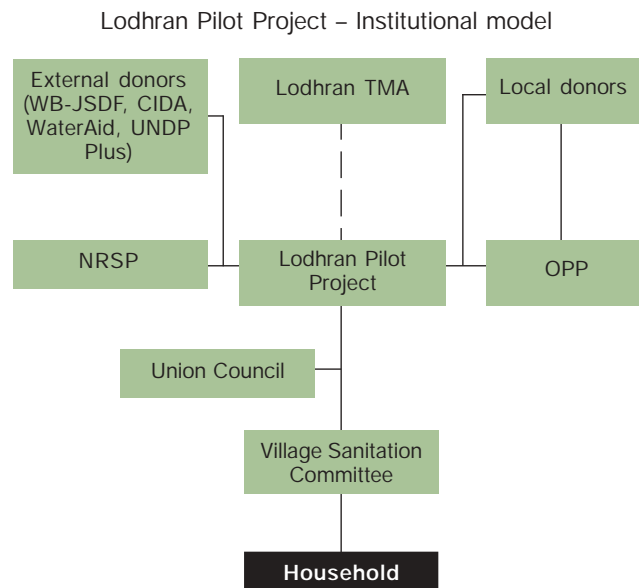 Lodhran Pilot Project – Institutional model
External donors
(WB-JSDF, CIDA,
WaterAid, UNDP
Plus)
Lodhran TMA
Local donors
NRSP
Lodhran Pilot
Project
OPP
Union Council
Village Sanitation
Committee
Household